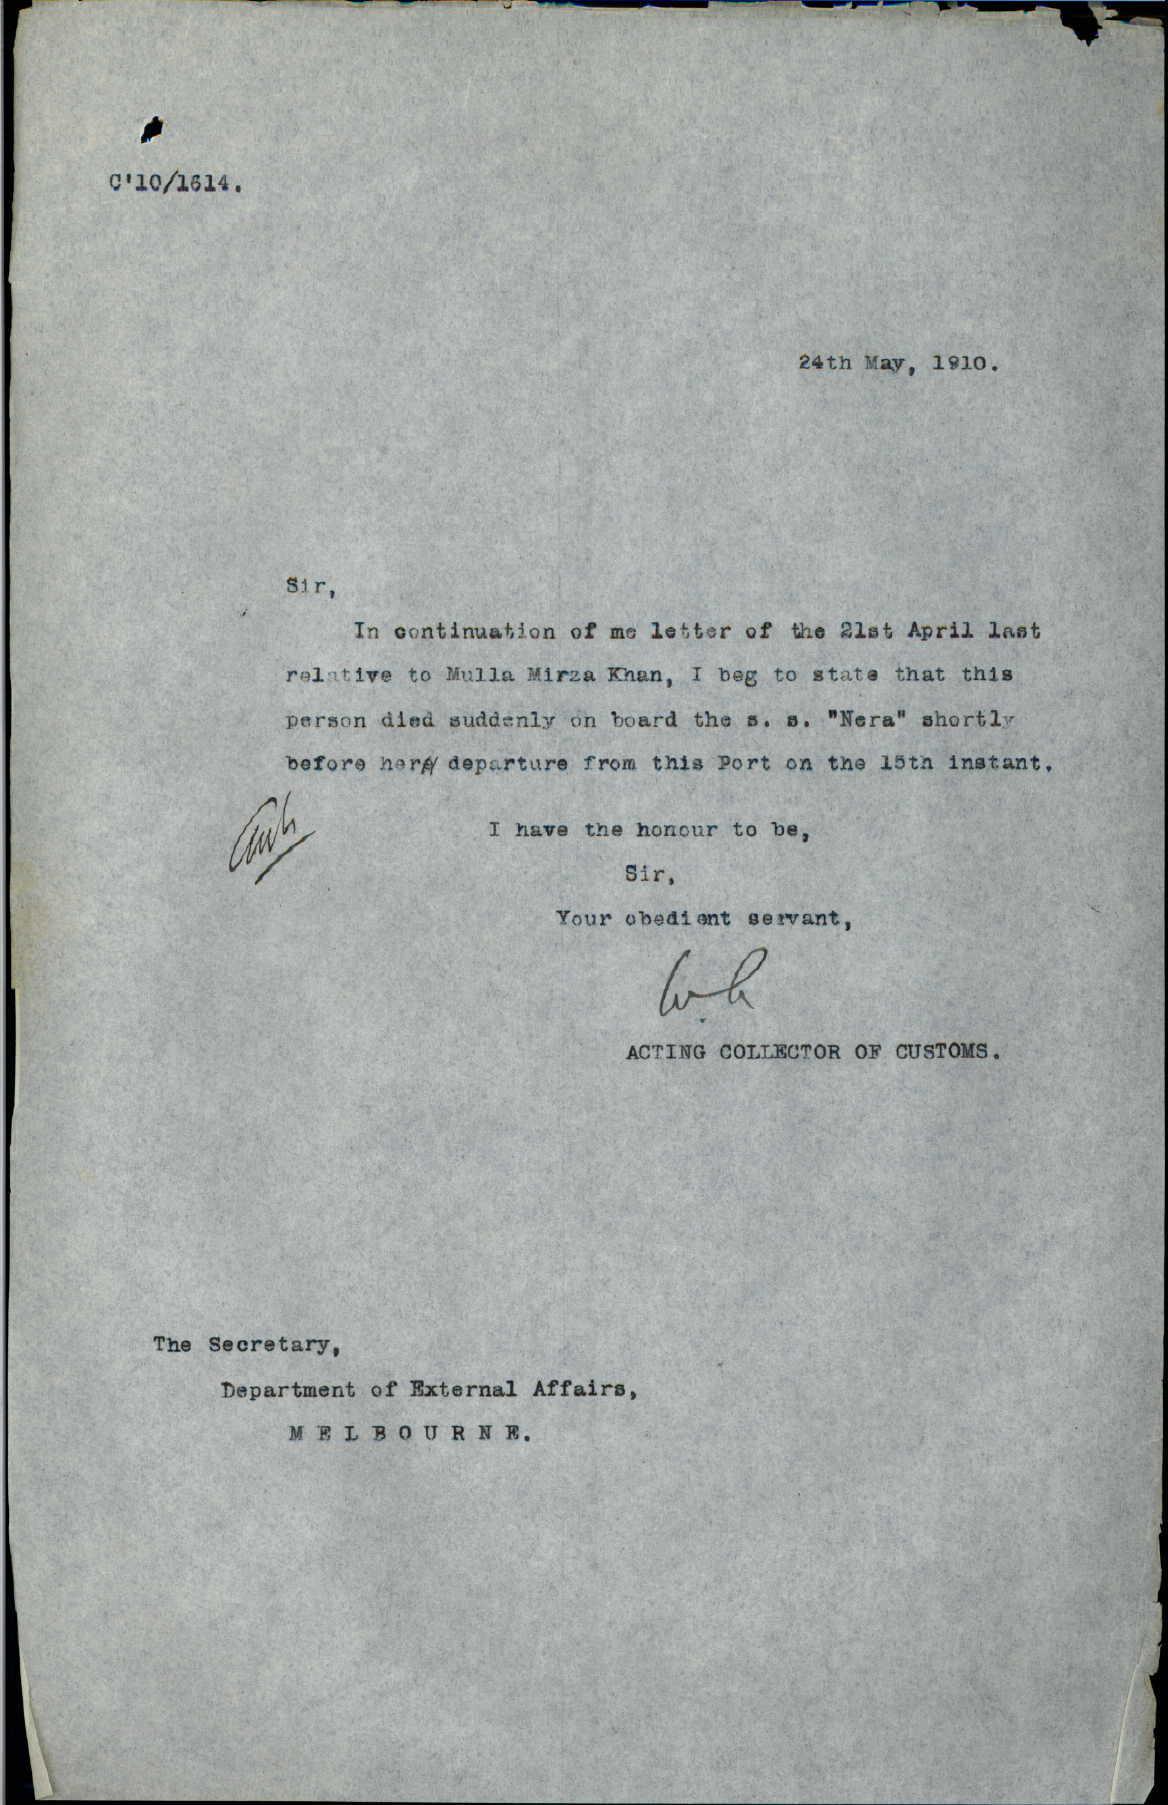 C'10/1614.
24th May, 1910.
Sir,
In continuation of me letter of the 21st April last
relative to Mulla Mirza Khan, I beg to state that this
person died suddenly on board the s. s. "Nera" shortly
before her departure from this Port on the 15th instant.
I have the honour to be,
Sir,
Your obedient servant,
ACTING COLLECTOR OF CUSTOMS.
The Secretary,
Department of External Affairs,
M E L B O U R N E.